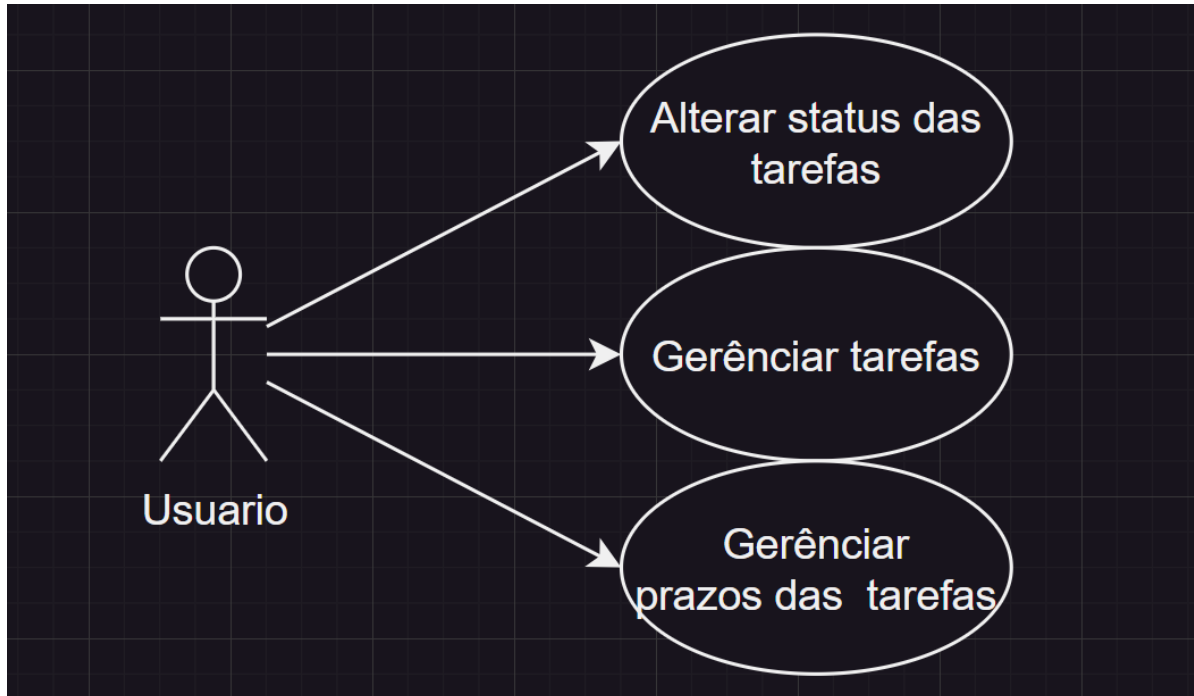 Alterar status das
tarefas
Gerênciar tarefas
Usuario
Gerênciar
prazos das  tarefas